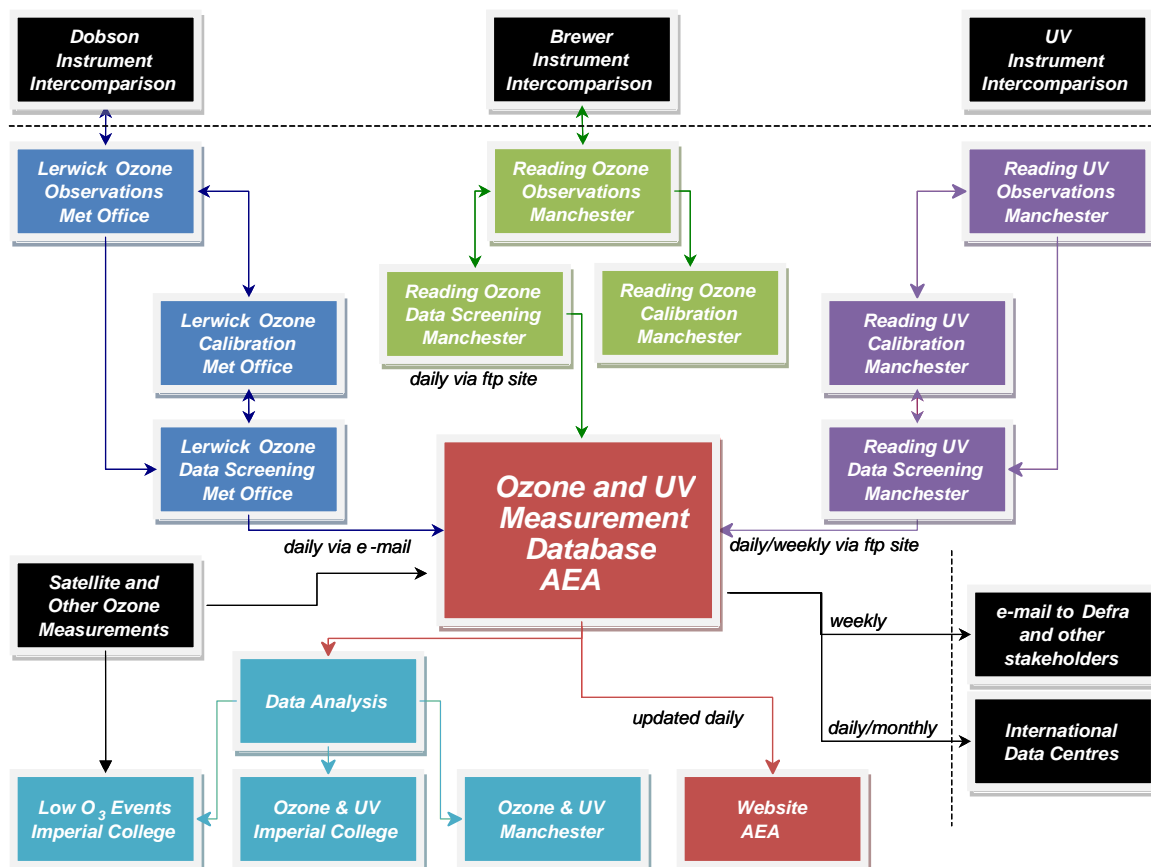 Dobson
Instrument
Intercomparison
Brewer
Instrument
Intercomparison
UV
Instrument
Intercomparison
Lerwick Ozone
Observations
Met Office
Reading Ozone
Observations
Manchester
Reading UV
Observations
Manchester
Lerwick Ozone
Calibration
Met Office
Reading Ozone
Data Screening
Manchester
daily via ftp site
Reading Ozone
Calibration
Manchester
Reading UV
Calibration
Manchester
Lerwick Ozone
Data Screening
Met Office
daily via e-mail
Ozone and UV
Measurement
Database
AEA
Reading UV
Data Screening
Manchester
daily/weekly via ftp site
Satellite and
Other Ozone
Measurements
weekly
e-mail to Defra
and other
stakeholders
Data Analysis
updated daily
daily/monthly
International
Data Centres
Low O3 Events
Imperial College
Ozone & UV
Imperial College
Ozone & UV
Manchester
Website
AEA